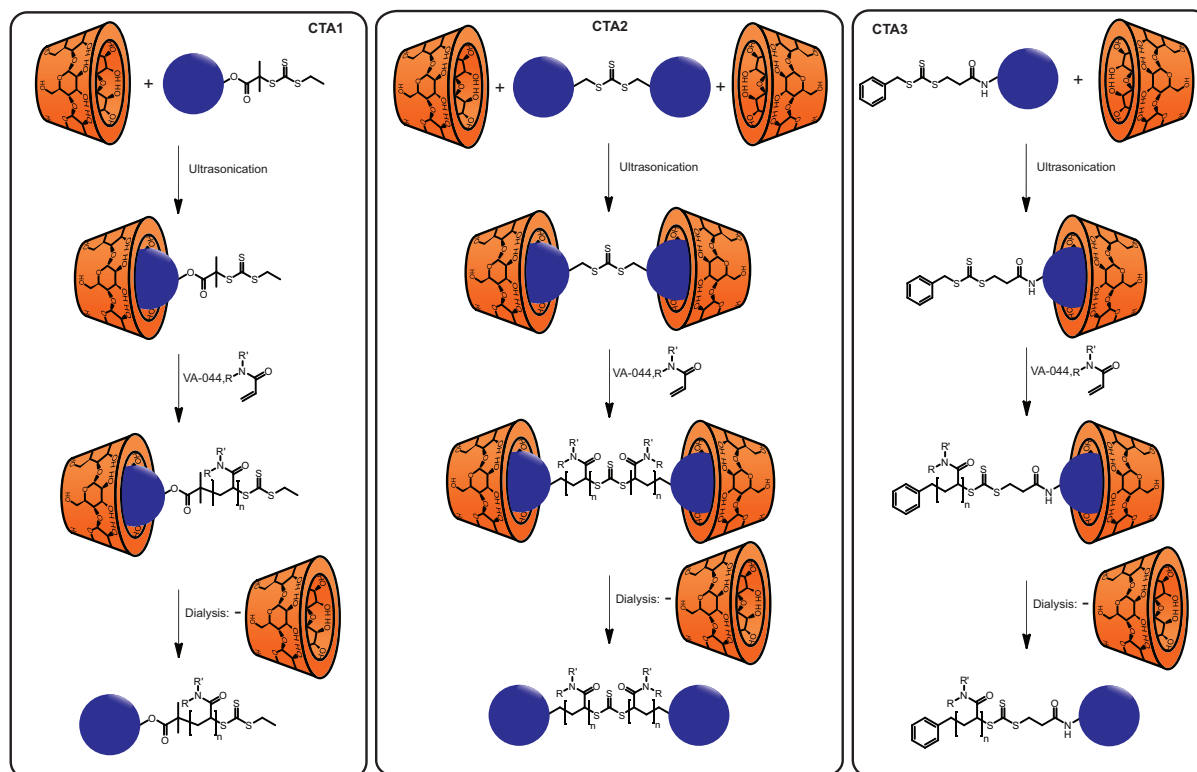 CTA1
+
O
O
S
S
S
Ultrasonication
O
O
S
S
S
R'
VA-044,R
N
O
R'
R
N
O
O
O
S
S
S
n
Dialysis: -
R'
R
N
O
O
O
S
S
S
n
CTA2
+
S
S
S
+
Ultrasonication
S
S
S
R'
VA-044,R
N
O
R'
R'
N
O
S
O
N
R
R
S
S
n
n
Dialysis: -
R'
R'
N
O
S
O
N
R
R
S
S
n
n
CTA3
S
S
S
O
N
H
+
Ultrasonication
S
S
S
O
N
H
R'
VA-044,R
N
O
R'
R
N
O
S
S
S
O
N
H
n
Dialysis: -
R'
R
N
O
S
S
S
O
N
H
n